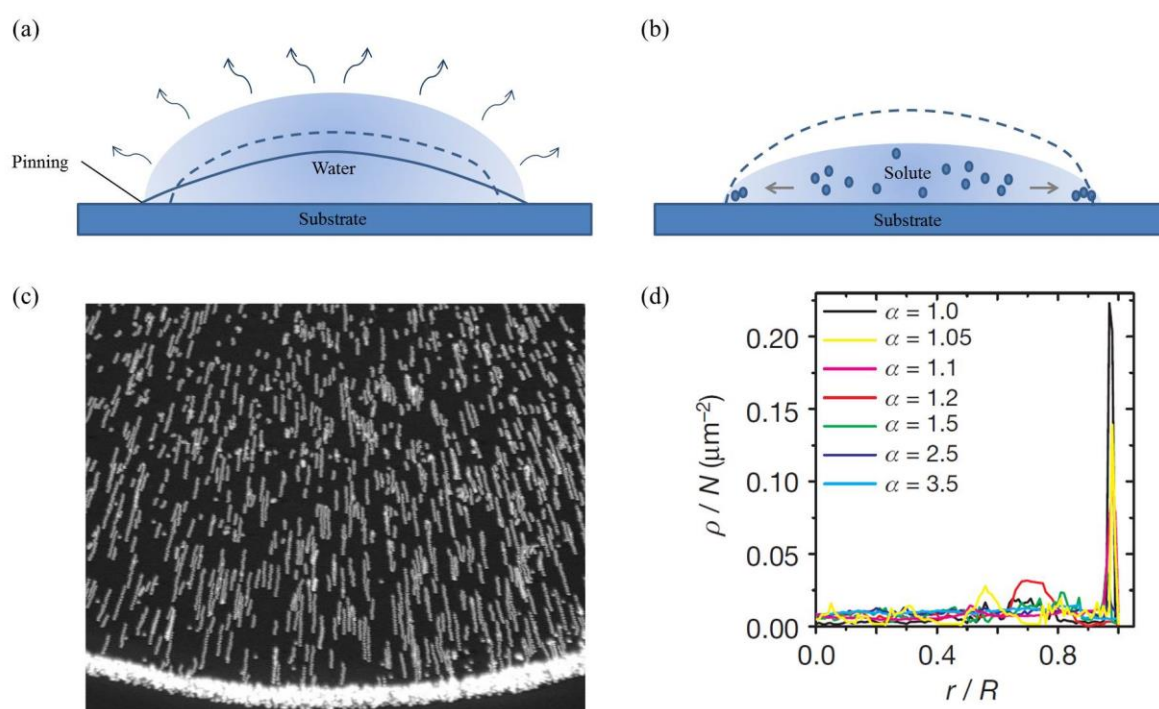 (a)
Pinning
Water
Substrate
(b)
Solute
Substrate
(c)
(d)
ρ / N (μm⁻²)
0.20
0.15
0.10
0.05
0.00
α = 1.0
α = 1.05
α = 1.1
α = 1.2
α = 1.5
α = 2.5
α = 3.5
0.0 0.4 0.8
r / R